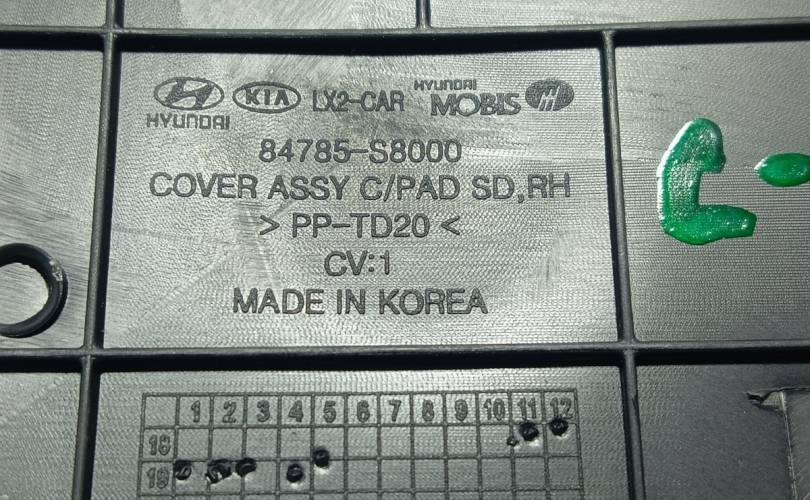 KIA LX2-CAR HYUNDAI
HYUNDAI MOBIS
84785-S8000
COVER ASSY C/PAD SD,RH
> PP-TD20 <
CV:1
MADE IN KOREA
1 2 3 4 5 6 7 8 9 10 11 12
18
19